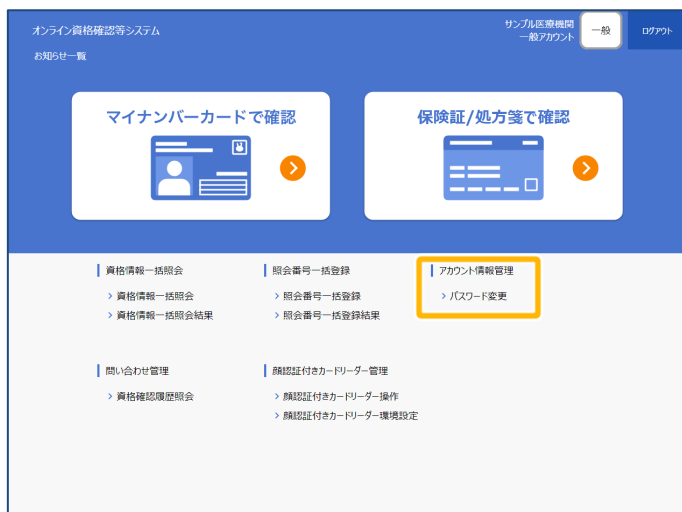 オンライン資格確認等システム
サンプル医療機関
一般アカウント
一般
ログアウト
お知らせ一覧
マイナンバーカードで確認
保険証/処方箋で確認
資格情報一括照会
> 資格情報一括照会
> 資格情報一括照会結果
照会番号一括登録
> 照会番号一括登録
> 照会番号一括登録結果
アカウント情報管理
> パスワード変更
問い合わせ管理
> 資格確認履歴照会
顔認証付きカードリーダー管理
> 顔認証付きカードリーダー操作
> 顔認証付きカードリーダー環境設定